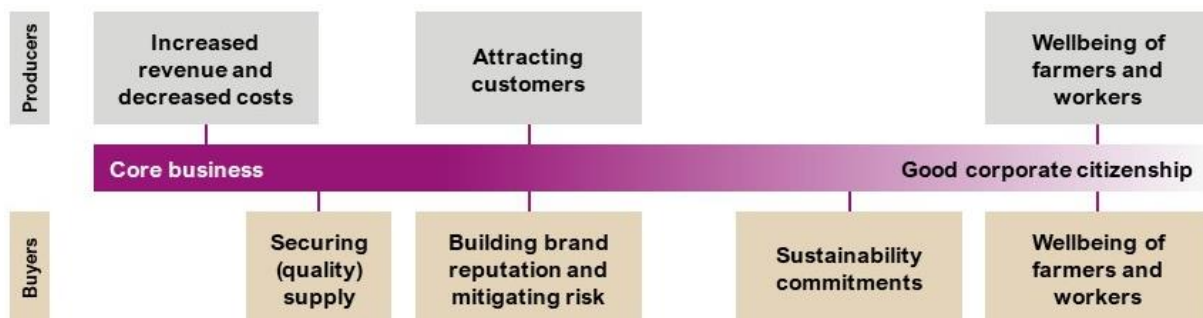 Producers
Increased
revenue and
decreased costs
Attracting
customers
Wellbeing of
farmers and
workers
Core business
Good corporate citizenship
Buyers
Securing
(quality)
supply
Building brand
reputation and
mitigating risk
Sustainability
commitments
Wellbeing of
farmers and
workers